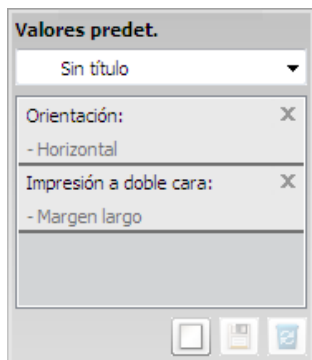 Valores predet.
Sin título
Orientación:
- Horizontal
Impresión a doble cara:
- Margen largo